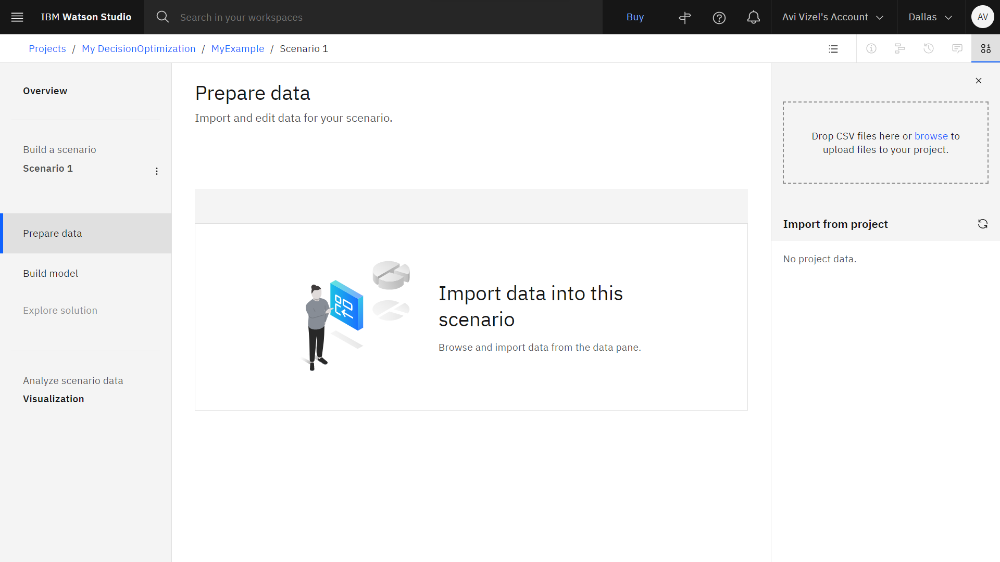 IBM Watson Studio
Search in your workspaces
Buy
Avi Vizel's Account
Dallas
AV
Projects / My DecisionOptimization / MyExample / Scenario 1
Overview
Build a scenario
Scenario 1
Prepare data
Build model
Explore solution
Analyze scenario data
Visualization
Prepare data
Import and edit data for your scenario.
Import data into this
scenario
Browse and import data from the data pane.
Drop CSV files here or browse to
upload files to your project.
Import from project
No project data.